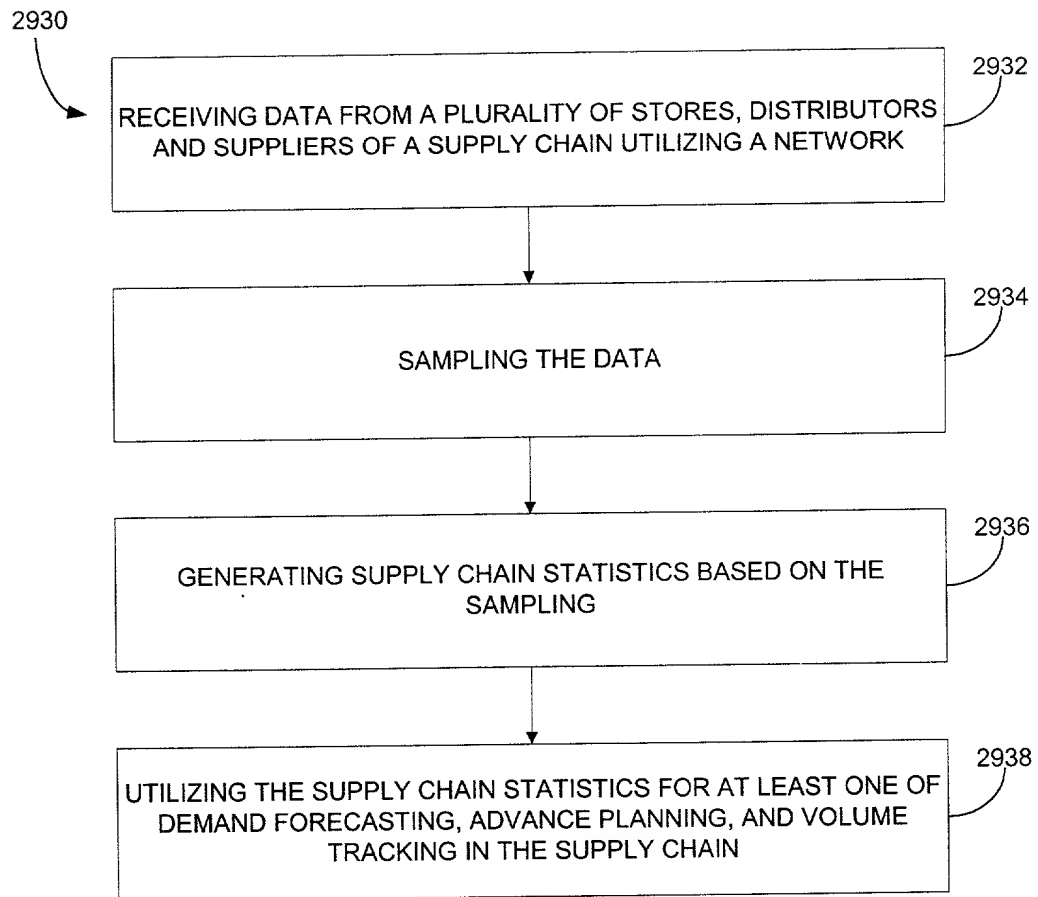 2930
2932
RECEIVING DATA FROM A PLURALITY OF STORES, DISTRIBUTORS
AND SUPPLIERS OF A SUPPLY CHAIN UTILIZING A NETWORK
2934
SAMPLING THE DATA
2936
GENERATING SUPPLY CHAIN STATISTICS BASED ON THE
SAMPLING
2938
UTILIZING THE SUPPLY CHAIN STATISTICS FOR AT LEAST ONE OF
DEMAND FORECASTING, ADVANCE PLANNING, AND VOLUME
TRACKING IN THE SUPPLY CHAIN